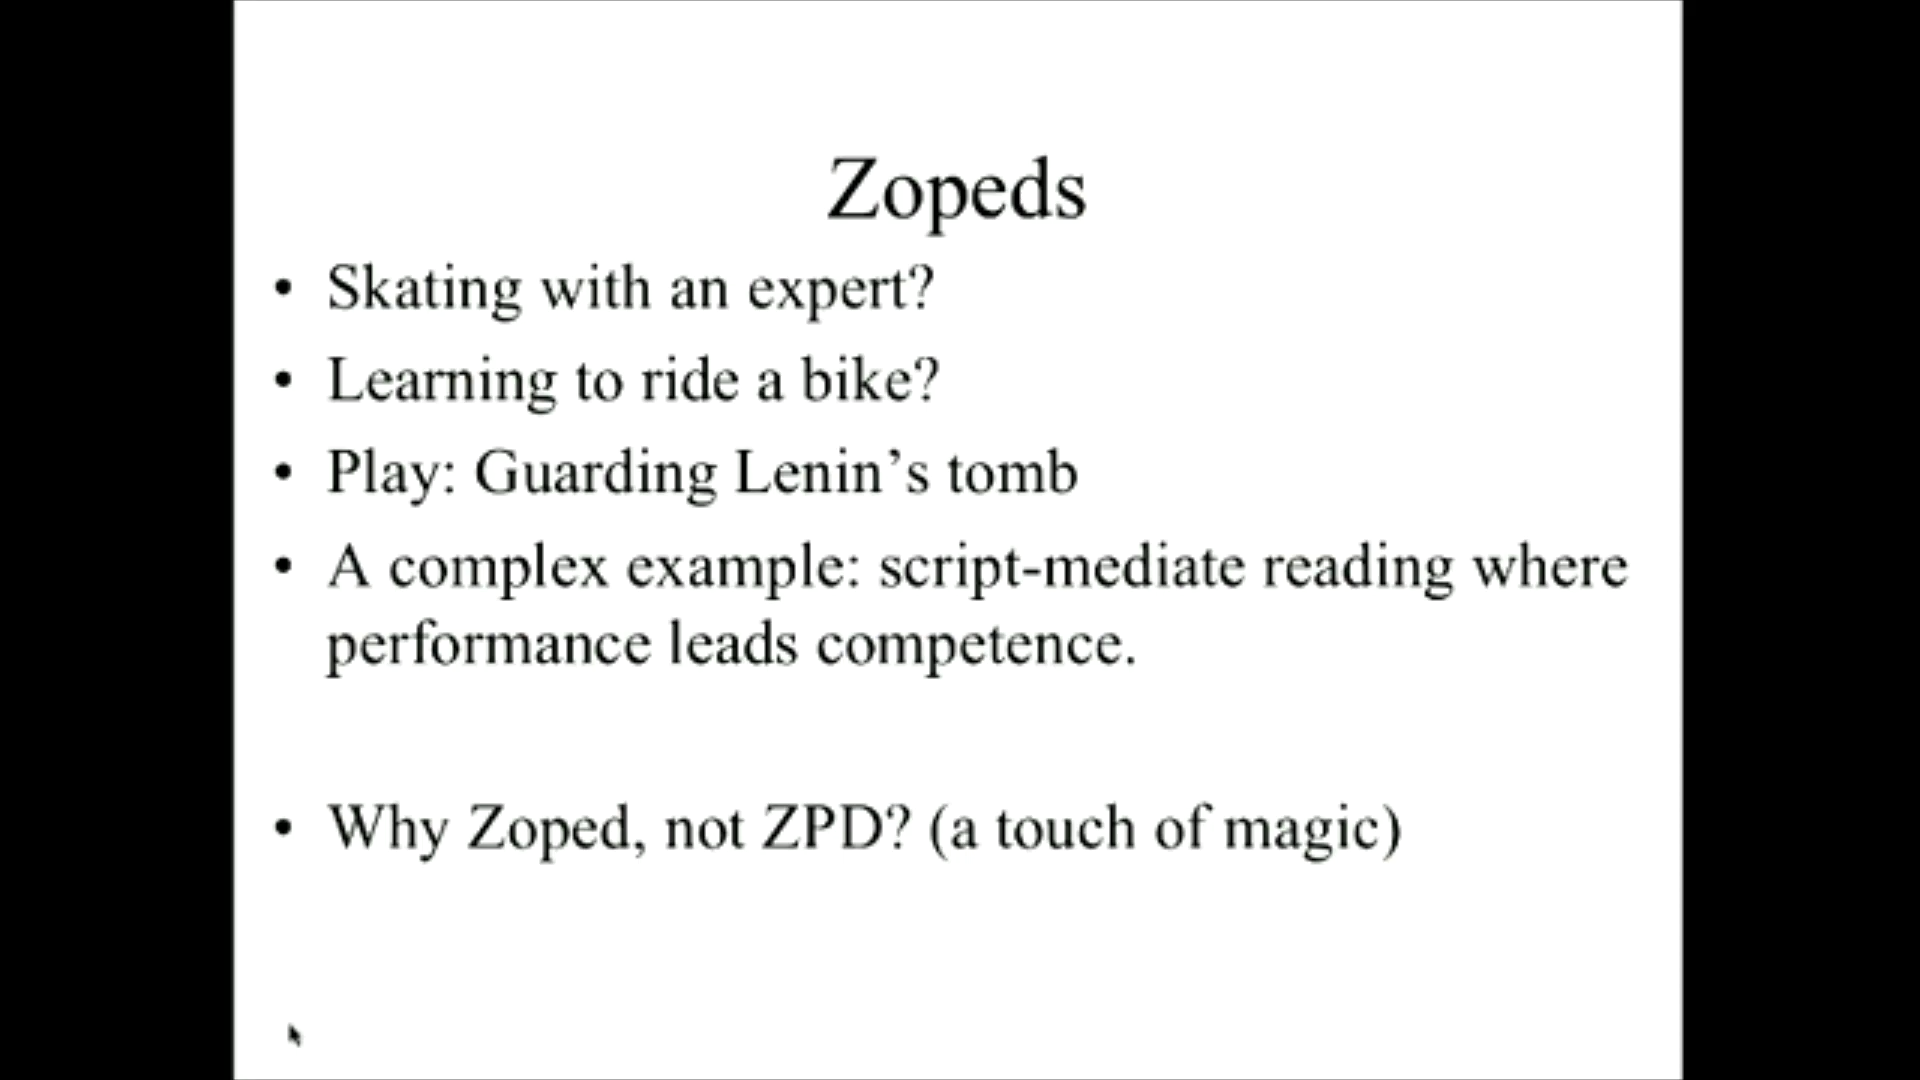 Zopeds
• Skating with an expert?
• Learning to ride a bike?
• Play: Guarding Lenin’s tomb
• A complex example: script-mediate reading where
performance leads competence.
• Why Zoped, not ZPD? (a touch of magic)